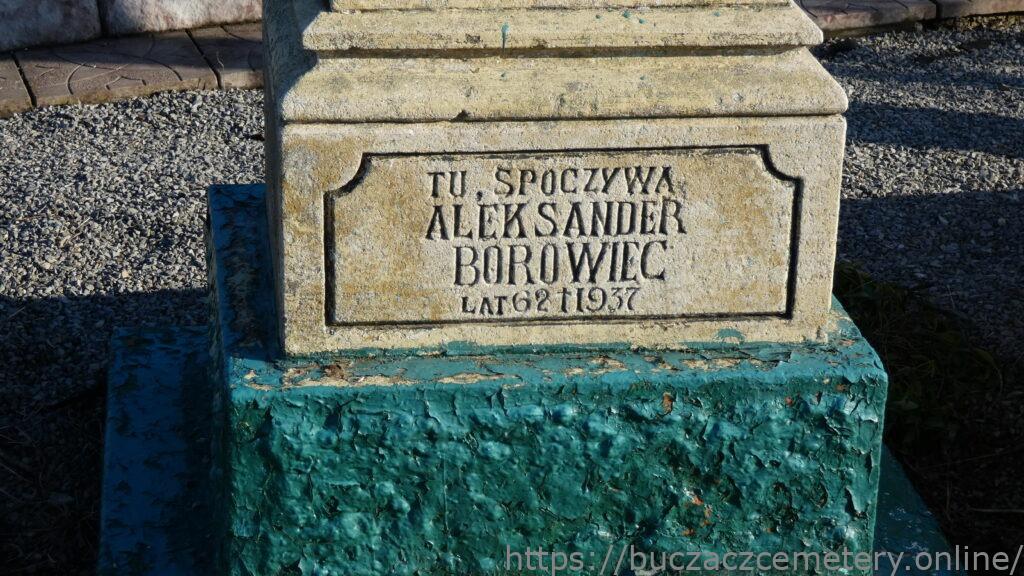 TU, SPOCZYWA
ALEKSANDER
BOROWIEC
LAT 62 † 1937
https://buczaczcemetery.online/